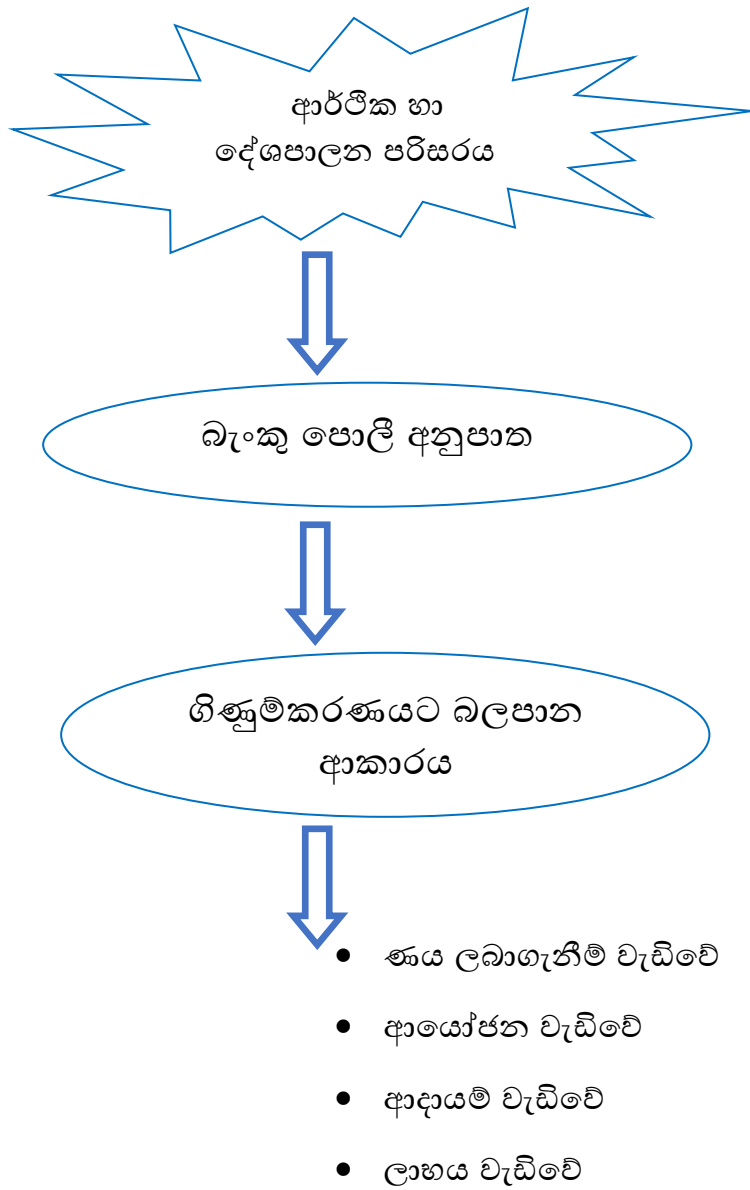 ආර්ථික හා
දේශපාලන පරිසරය
බැංකු පොලී අනුපාත
ගිණුම්කරණයට බලපාන
ආකාරය
● ණය ලබාගැනීම් වැඩිවේ
● ආයෝජන වැඩිවේ
● ආදායම් වැඩිවේ
● ලාභය වැඩිවේ